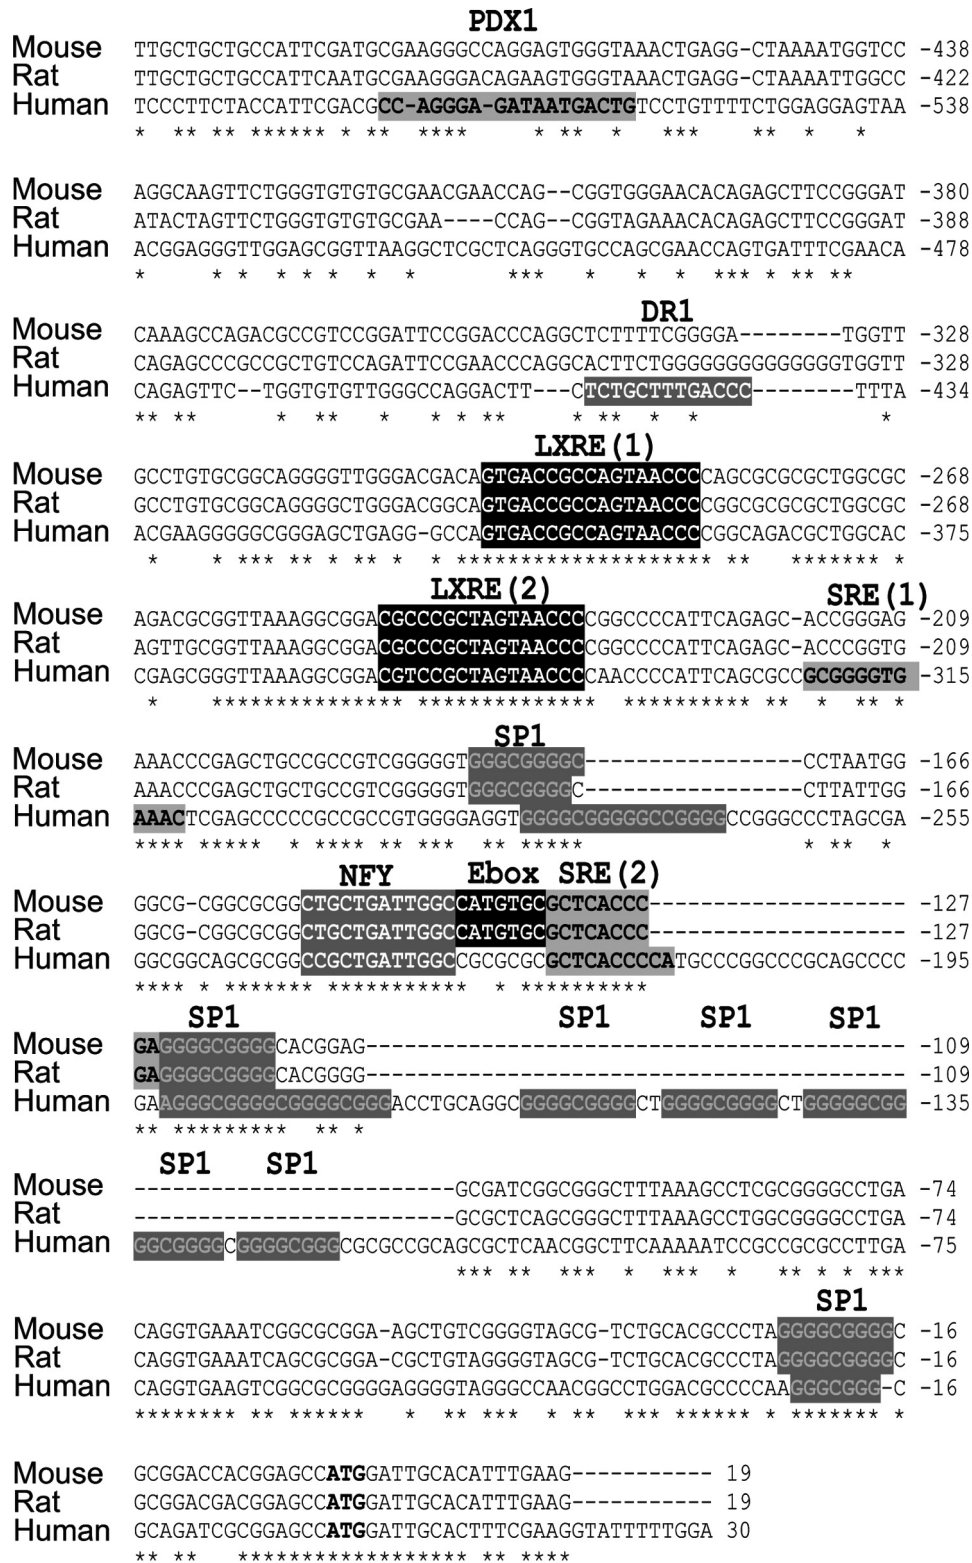 PDX1
Mouse TTGCTGCTGCCATTCGATGCGAAGGGCCAGGAGTGGGTAAACTGAGG-CTAAAATGGTCC -438
Rat TTGCTGCTGCCATTCAATGCGAAGGGACAGAAGTGGGTAAACTGAGG-CTAAAATTGGCC -422
Human TCCCTTCTACCATTCGACGCC-AGGGA-GATAATGACTGTCCTGTTTTCTGGAGGAGTAA -538
* ** ** ****** * ** **** * ** * *** ** * *
Mouse AGGCAAGTTCTGGGTGTGTGCGAACGAACCAG--CGGTGGGAACACAGAGCTTCCGGGAT -380
Rat ATACTAGTTCTGGGTGTGTGCGAA----CCAG--CGGTAGAAACACAGAGCTTCCGGGAT -388
Human ACGGAGGGTTGGAGCGGTTAAGGCTCGCTCAGGGTGCCAGCGAACCAGTGATTTCGAACA -478
* * * * * * * * *** * * * *** * ** **
DR1
Mouse CAAAGCCAGACGCCGTCCGGATTCCGGACCCAGGCTCTTTTCGGGGA--------TGGTT -328
Rat CAGAGCCCGCCGCTGTCCAGATTCCGAACCCAGGCACTTCTGGGGGGGGGGGGGGTGGTT -328
Human CAGAGTTC--TGGTGTGTTGGGCCAGGACTT---CTCTGCTTTGACCC--------TTTA -434
** ** * ** * * * ** * ** * * *
LXRE(1)
Mouse GCCTGTGCGGCAGGGGTTGGGACGACAGTGACCGCCAGTAACCCCAGCGCGCGCTGGCGC -268
Rat GCCTGTGCGGCAGGGGCTGGGACGGCAGTGACCGCCAGTAACCCCGGCGCGCGCTGGCGC -268
Human ACGAAGGGGGCGGGAGCTGAGG-GCCAGTGACCGCCAGTAACCCCGGCAGACGCTGGCAC -375
* * *** ** * ** * * ******************* ** ** ******* *
LXRE(2) SRE(1)
Mouse AGACGCGGTTAAAGGCGGACGCCCGCTAGTAACCCCGGCCCCATTCAGAGC-ACCGGGAG -209
Rat AGTTGCGGTTAAAGGCGGACGCCCGCTAGTAACCCCGGCCCCATTCAGAGC-ACCCGGTG -209
Human CGAGCGGGTTAAAGGCGGACGTCCGCTAGTAACCCCAACCCCATTCAGCGCCGCGGGGTG -315
* *************** ************** ********** ** * ** *
SP1
Mouse AAACCCGAGCTGCCGCCGTCGGGGGTGGGCGGGGC-----------------CCTAATGG -166
Rat AAACCCGAGCTGCTGCCGTCGGGGGTGGGCGGGGC-----------------CTTATTGG -166
Human AAACTCGAGCCCCCGCCGCCGTGGGGAGGTGGGGCGGGGGCCGGGGCCGGGCCCTAGCGA -255
**** ***** * **** ** *** ** ***** * ** *
NFY Ebox SRE(2)
Mouse GGCG-CGGCGCGGCTGCTGATTGGCCATGTGCGCTCACCC-------------------- -127
Rat GGCG-CGGCGCGGCTGCTGATTGGCCATGTGCGCTCACCC-------------------- -127
Human GGCGGCAGCGCGGCCGCTGATTGGCCGCGCGCGCTCACCCCATGCCCGGCCCGCAGCCCC -195
**** * ******* *********** * **********
SP1 SP1 SP1 SP1
Mouse GAGGGGCGGGGCACGGAG------------------------------------------ -109
Rat GAGGGGCGGGGCACGGGG------------------------------------------ -109
Human GAAGGGCGGGGCGGGGCGGGACCTGCAGGCGGGGCGGGGCTGGGGCGGGGCTGGGGGCGG -135
** ********* ** *
SP1 SP1
Mouse -------------------------GCGATCGGCGGGCTTTAAAGCCTCGCGGGGCCTGA -74
Rat -------------------------GCGCTCAGCGGGCTTTAAAGCCTGGCGGGGCCTGA -74
Human GGCGGGGCGGGGCGGGCGCGCCGCAGCGCTCAACGGCTTCAAAAATCCGCCGCGCCTTGA -75
*** ** *** * *** * ** * * ***
SP1
Mouse CAGGTGAAATCGGCGCGGA-AGCTGTCGGGGTAGCG-TCTGCACGCCCTAGGGGCGGGGC -16
Rat CAGGTGAAATCAGCGCGGA-CGCTGTAGGGGTAGCG-TCTGCACGCCCTAGGGGCGGGGC -16
Human CAGGTGAAGTCGGCGCGGGGAGGGGTAGGGCCAACGGCCTGGACGCCCCAAGGGCGGG-C -16
******** ** ****** * ** *** * ** *** ****** * ******* *
Mouse GCGGACCACGGAGCCATGGATTGCACATTTGAAG----------- 19
Rat GCGGACGACGGAGCCATGGATTGCACATTTGAAG----------- 19
Human GCAGATCGCGGAGCCATGGATTGCACTTTCGAAGGTATTTTTGGA 30
** ** ****************** ** ****